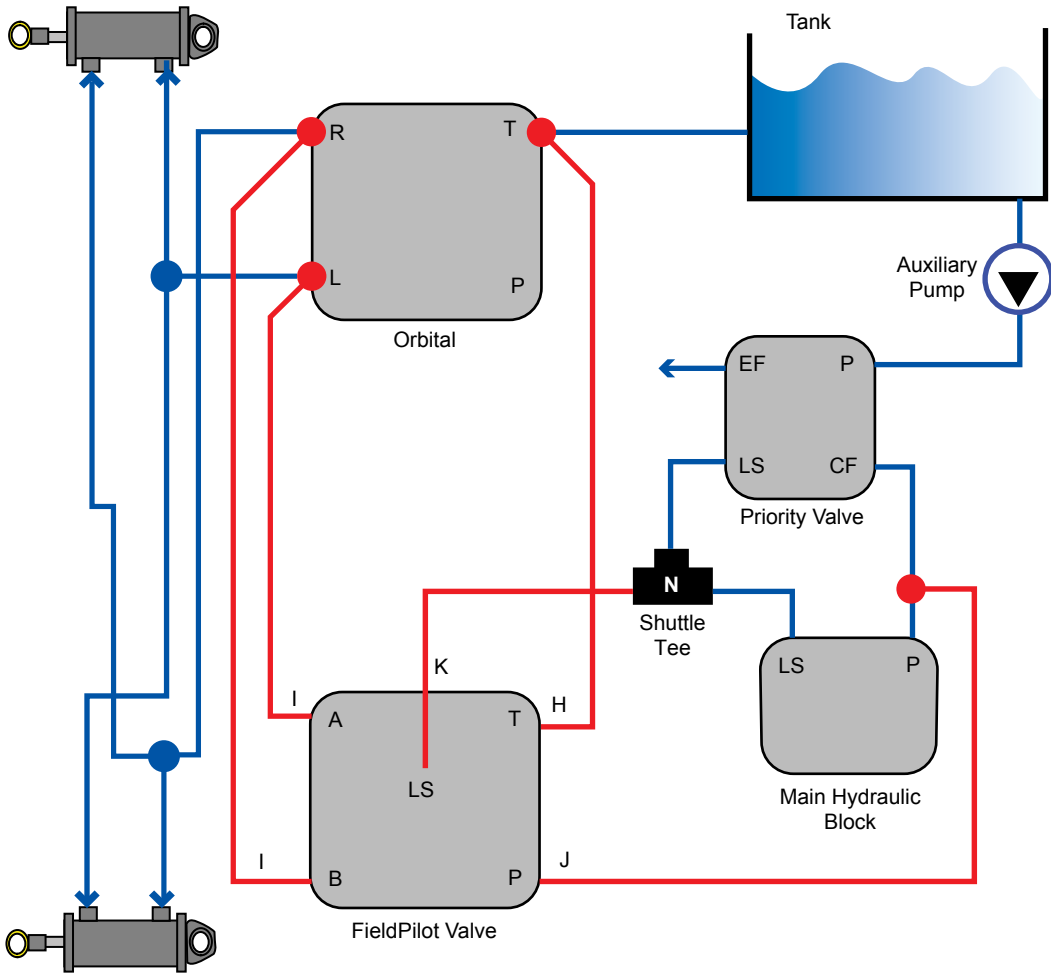 Tank
R
T
L
P
Orbital
Auxiliary
Pump
EF
P
LS
CF
Priority Valve
N
Shuttle
Tee
LS
P
Main Hydraulic
Block
K
I
H
A
T
LS
I
J
B
P
FieldPilot Valve